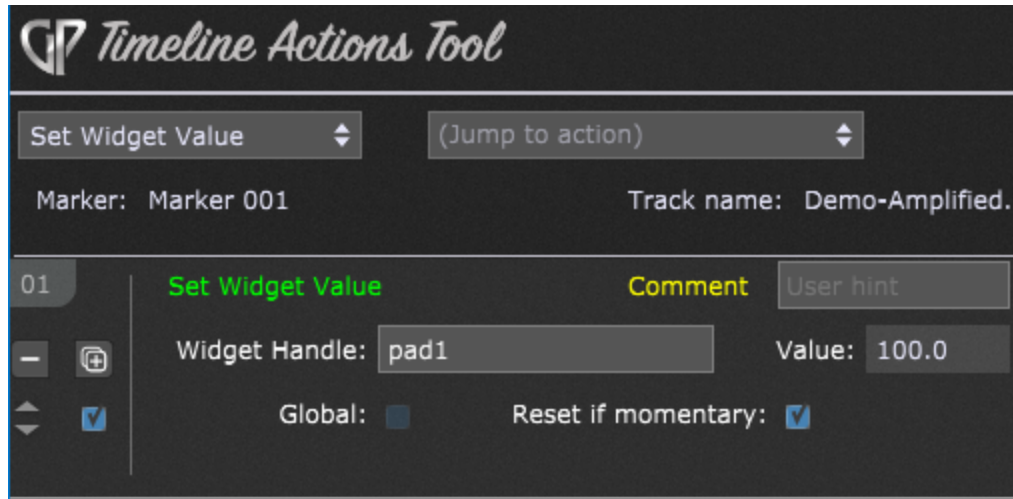 GP Timeline Actions Tool
Set Widget Value (Jump to action)
Marker: Marker 001 Track name: Demo-Amplified.
01 Set Widget Value Comment User hint
Widget Handle: pad1 Value: 100.0
Global: Reset if momentary: